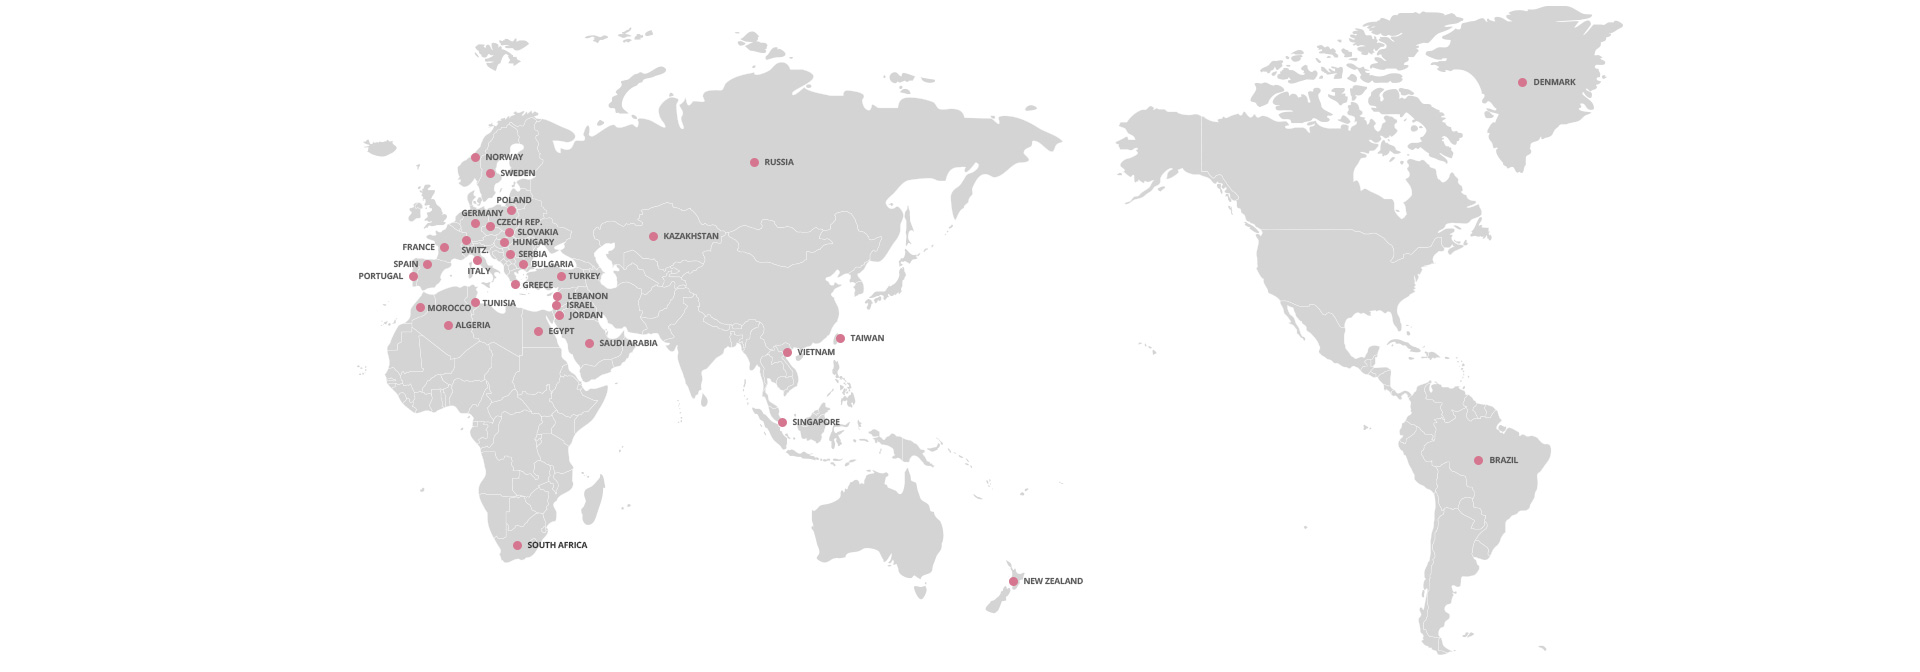 DENMARK
NORWAY
RUSSIA
SWEDEN
POLAND
GERMANY
CZECH REP.
SLOVAKIA
KAZAKHSTAN
HUNGARY
FRANCE
SWITZ.
SERBIA
SPAIN
BULGARIA
ITALY
PORTUGAL
TURKEY
GREECE
LEBANON
TUNISIA
ISRAEL
MOROCCO
JORDAN
ALGERIA
EGYPT
TAIWAN
SAUDI ARABIA
VIETNAM
SINGAPORE
BRAZIL
SOUTH AFRICA
NEW ZEALAND